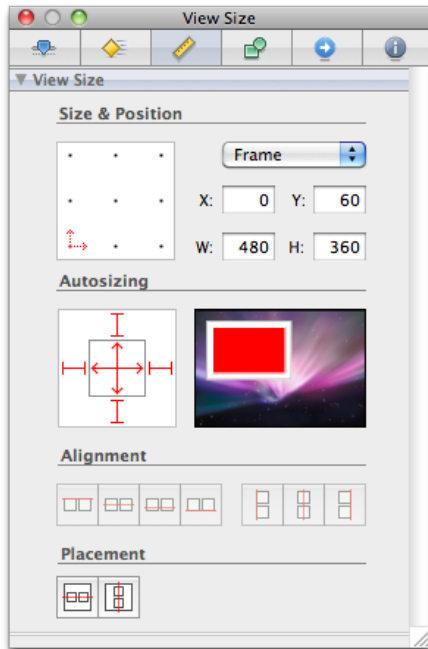 View Size
View Size
Size & Position
Frame
X: 0 Y: 60
W: 480 H: 360
Autosizing
Alignment
Placement